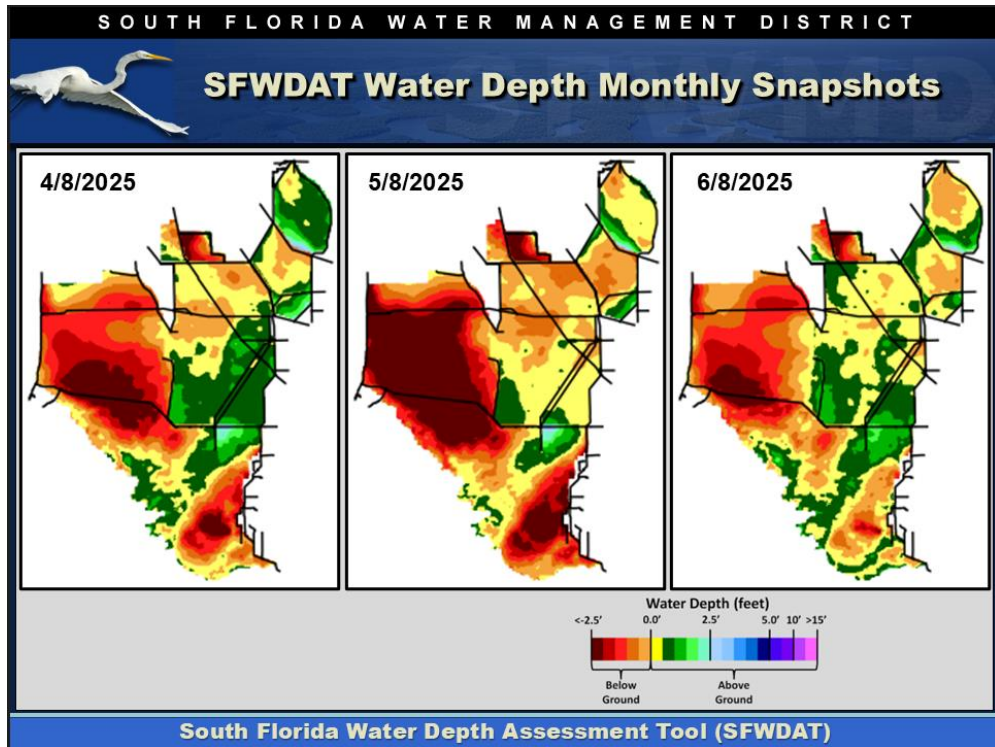 SOUTH FLORIDA WATER MANAGEMENT DISTRICT
SFWMD
SFWDAT Water Depth Monthly Snapshots
4/8/2025
5/8/2025
6/8/2025
Water Depth (feet)
<-2.5' 0.0' 2.5' 5.0' 10' >15'
Below Ground
Above Ground
South Florida Water Depth Assessment Tool (SFWDAT)